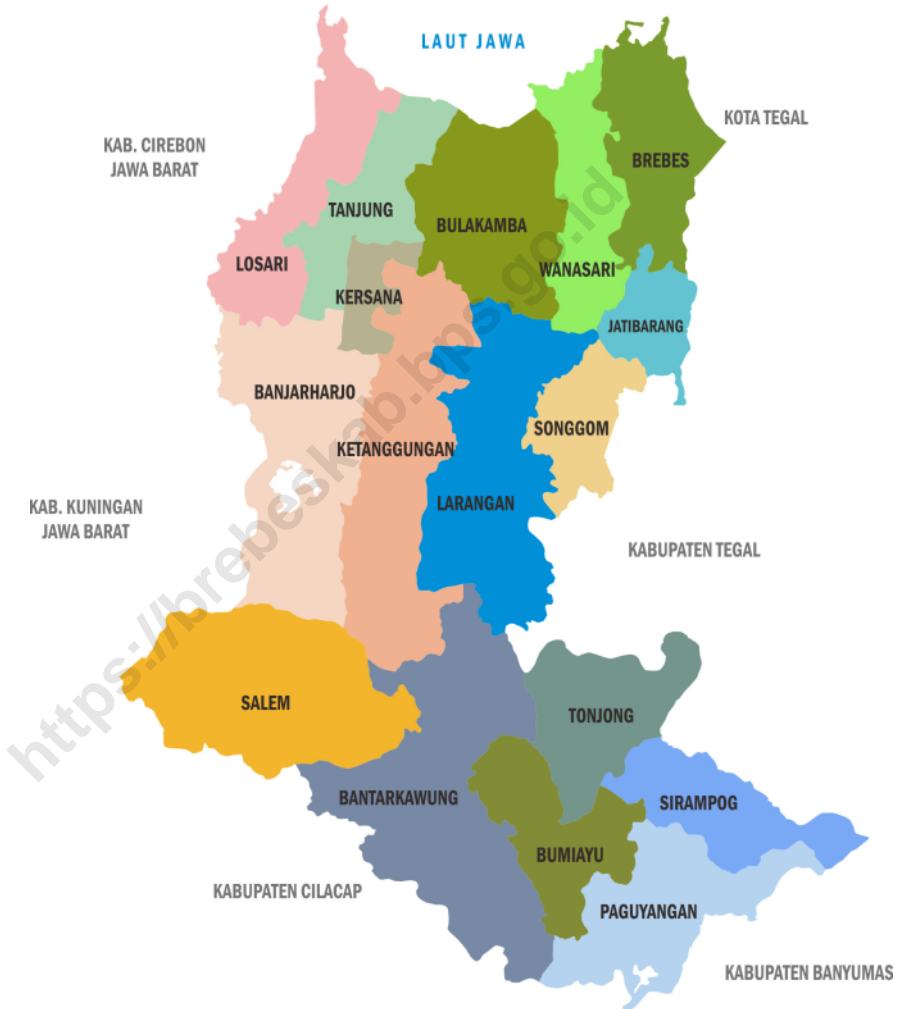 LAUT JAWA
KOTA TEGAL
KAB. CIREBON
JAWA BARAT
BREBES
TANJUNG
BULAKAMBA
LOSARI
WANASARI
KERSANA
JATIBARANG
BANJARHARJO
SONGGOM
KETANGGUNGAN
LARANGAN
KAB. KUNINGAN
JAWA BARAT
KABUPATEN TEGAL
SALEM
TONJONG
BANTARKAWUNG
SIRAMPOG
BUMIAYU
KABUPATEN CILACAP
PAGUYANGAN
KABUPATEN BANYUMAS
https://brebeskab.bps.go.id